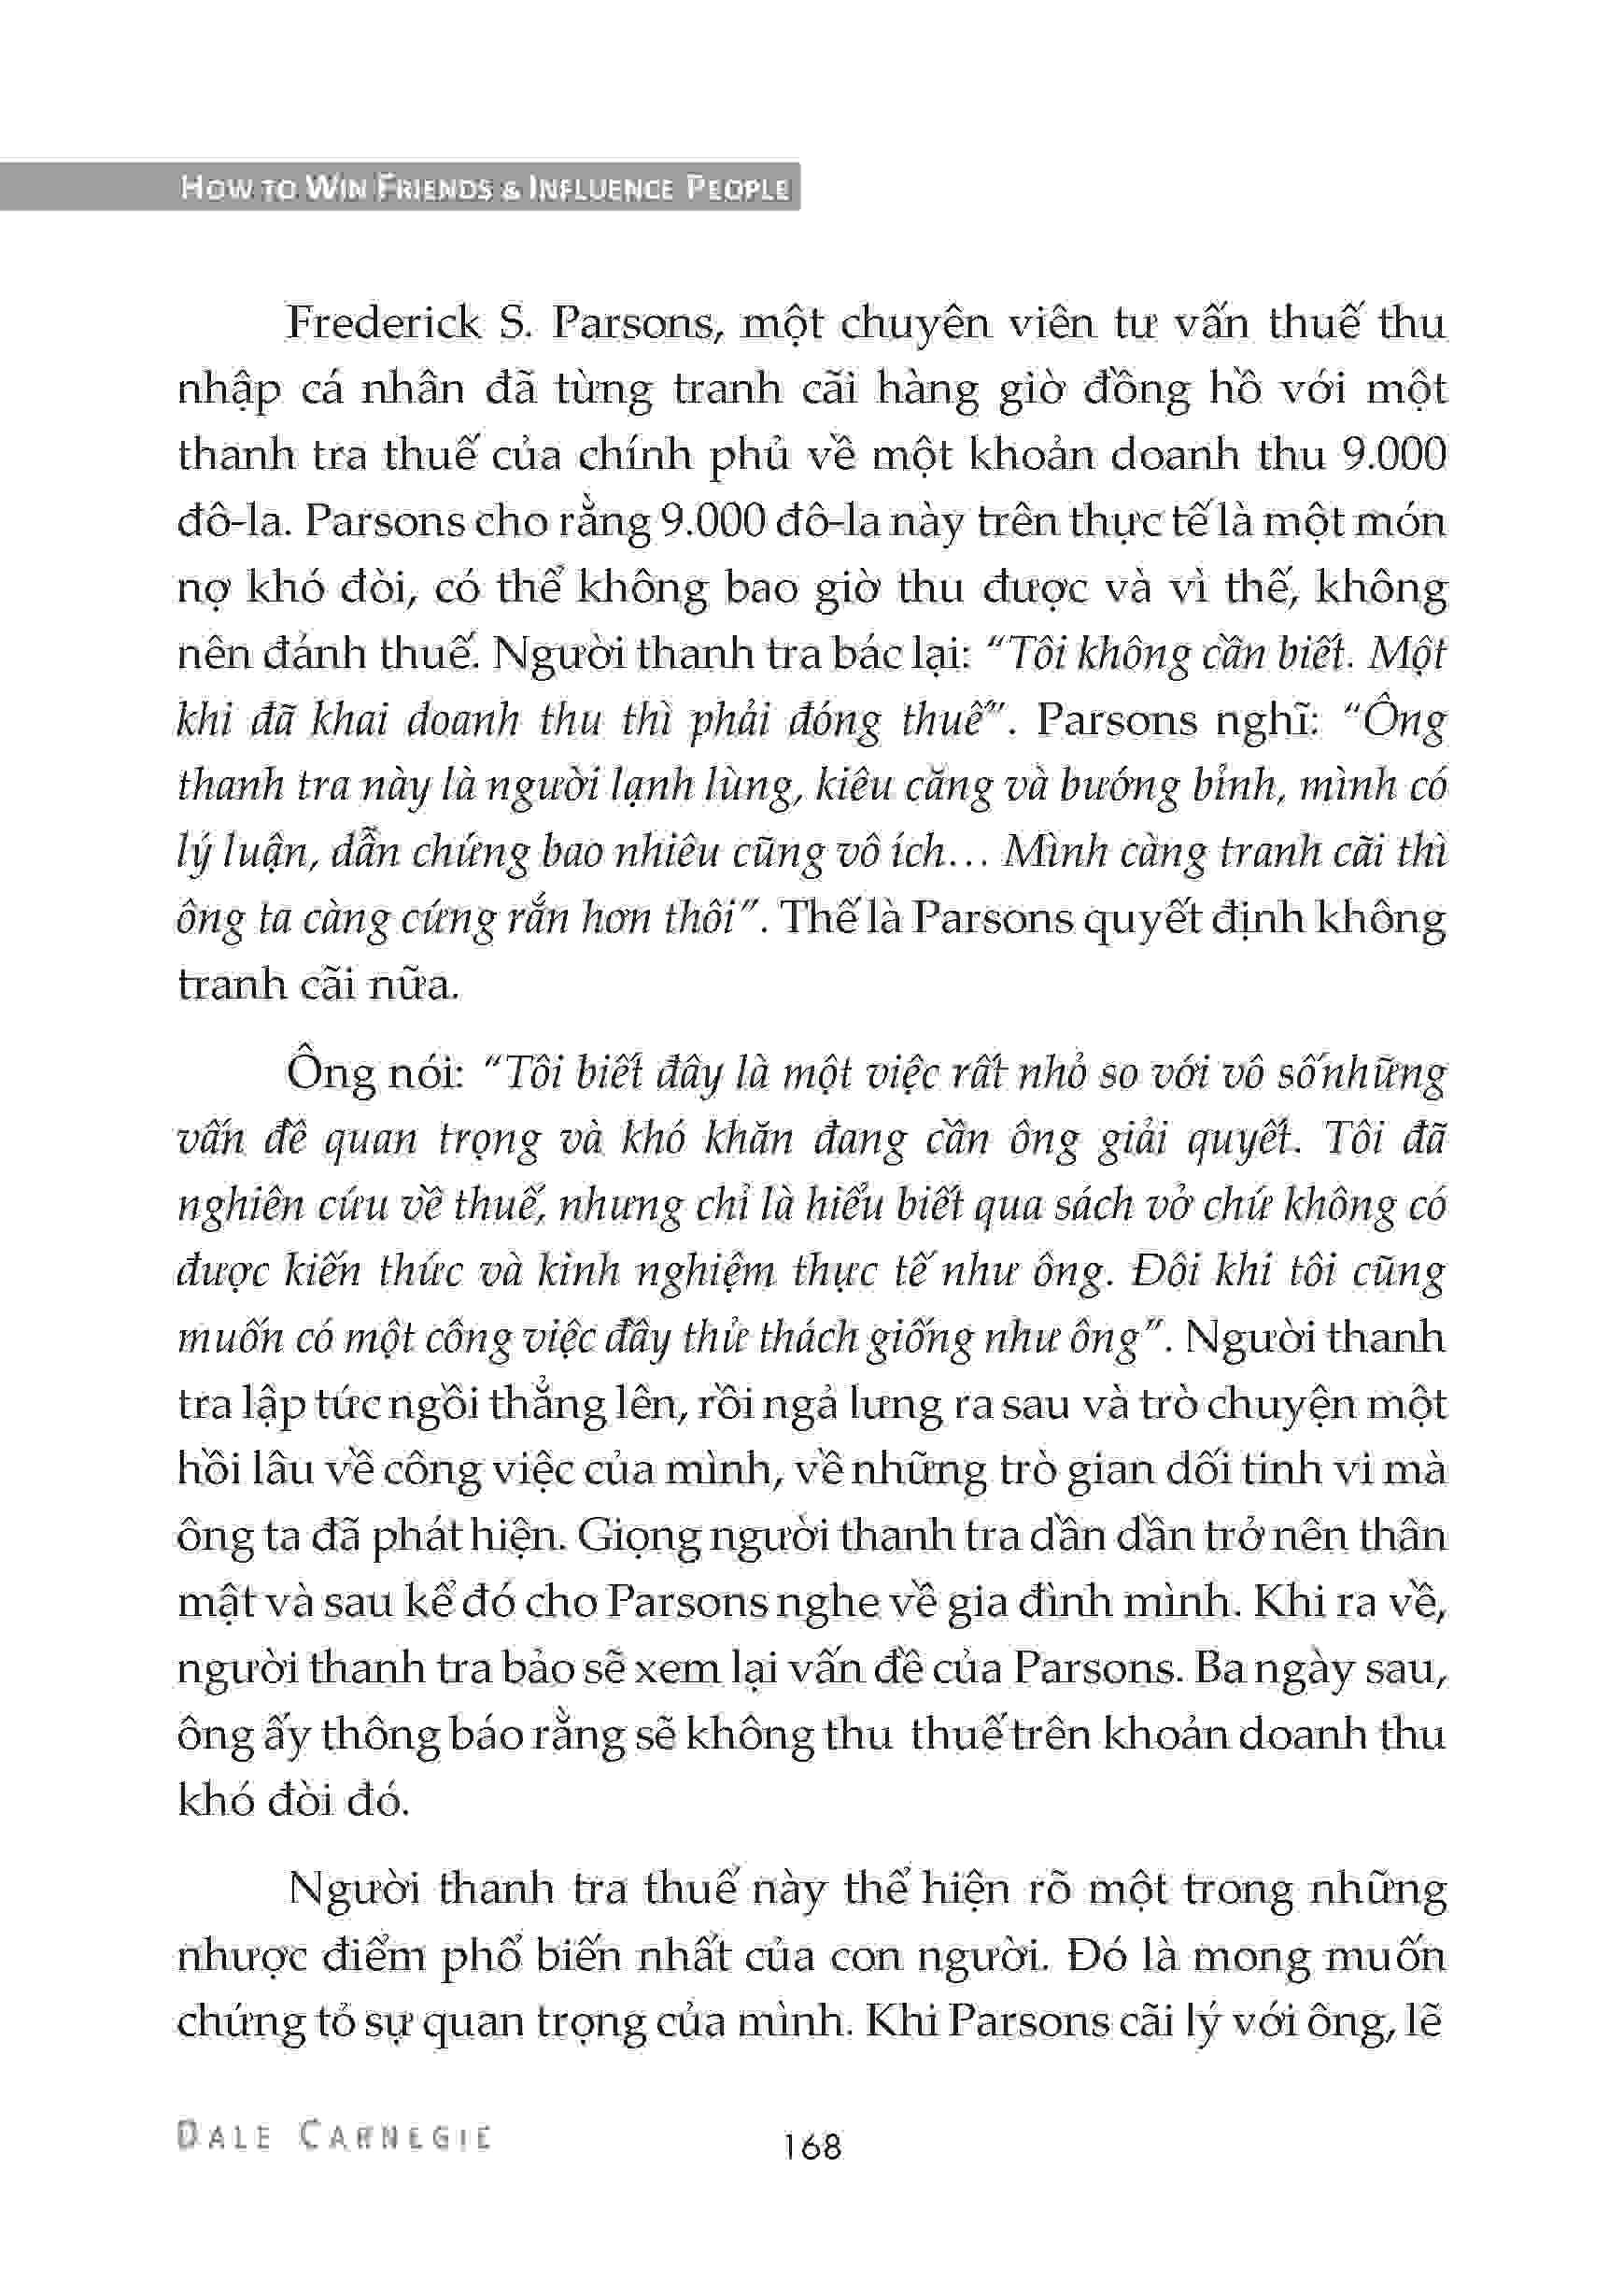 HOW TO WIN FRIENDS & INFLUENCE PEOPLE
Frederick S. Parsons, một chuyên viên tư vấn thuế thu
nhập cá nhân đã từng tranh cãi hàng giờ đồng hồ với một
thanh tra thuế của chính phủ về một khoản doanh thu 9.000
đô-la. Parsons cho rằng 9.000 đô-la này trên thực tế là một món
nợ khó đòi, có thể không bao giờ thu được và vì thế, không
nên đánh thuế. Người thanh tra bác lại: “Tôi không cần biết. Một
khi đã khai doanh thu thì phải đóng thuế”. Parsons nghĩ: “Ông
thanh tra này là người lạnh lùng, kiêu căng và bướng bỉnh, mình có
lý luận, dẫn chứng bao nhiêu cũng vô ích… Mình càng tranh cãi thì
ông ta càng cứng rắn hơn thôi”. Thế là Parsons quyết định không
tranh cãi nữa.
Ông nói: “Tôi biết đây là một việc rất nhỏ so với vô số những
vấn đề quan trọng và khó khăn đang cần ông giải quyết. Tôi đã
nghiên cứu về thuế, nhưng chỉ là hiểu biết qua sách vở chứ không có
được kiến thức và kinh nghiệm thực tế như ông. Đôi khi tôi cũng
muốn có một công việc đầy thử thách giống như ông”. Người thanh
tra lập tức ngồi thẳng lên, rồi ngả lưng ra sau và trò chuyện một
hồi lâu về công việc của mình, về những trò gian dối tinh vi mà
ông ta đã phát hiện. Giọng người thanh tra dần dần trở nên thân
mật và sau kể đó cho Parsons nghe về gia đình mình. Khi ra về,
người thanh tra bảo sẽ xem lại vấn đề của Parsons. Ba ngày sau,
ông ấy thông báo rằng sẽ không thu thuế trên khoản doanh thu
khó đòi đó.
Người thanh tra thuế này thể hiện rõ một trong những
nhược điểm phổ biến nhất của con người. Đó là mong muốn
chứng tỏ sự quan trọng của mình. Khi Parsons cãi lý với ông, lẽ
DALE CARNEGIE
168